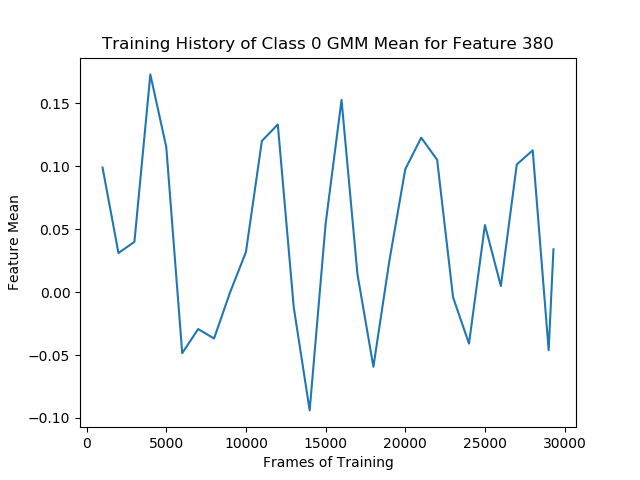 Training History of Class 0 GMM Mean for Feature 380
0.15
0.10
0.05
0.00
−0.05
−0.10
Feature Mean
0 5000 10000 15000 20000 25000 30000
Frames of Training